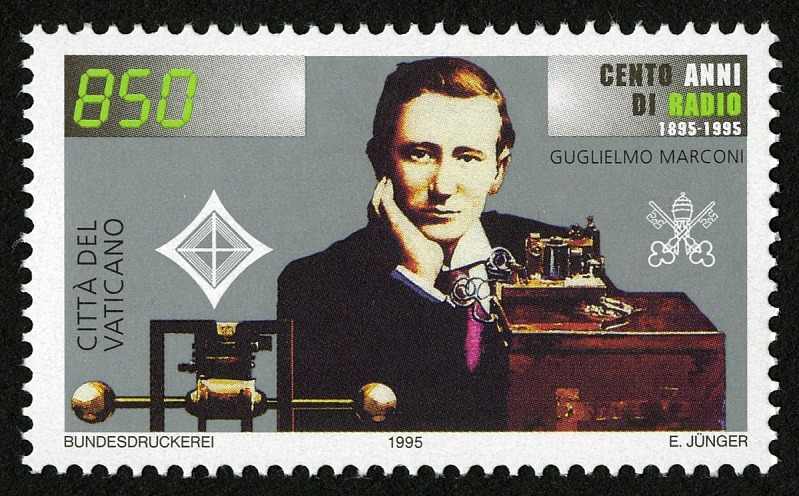 850
CENTO ANNI
DI RADIO
1895-1995
GUGLIELMO MARCONI
CITTÀ DEL
VATICANO
BUNDESDRUCKEREI
1995
E. JÜNGER